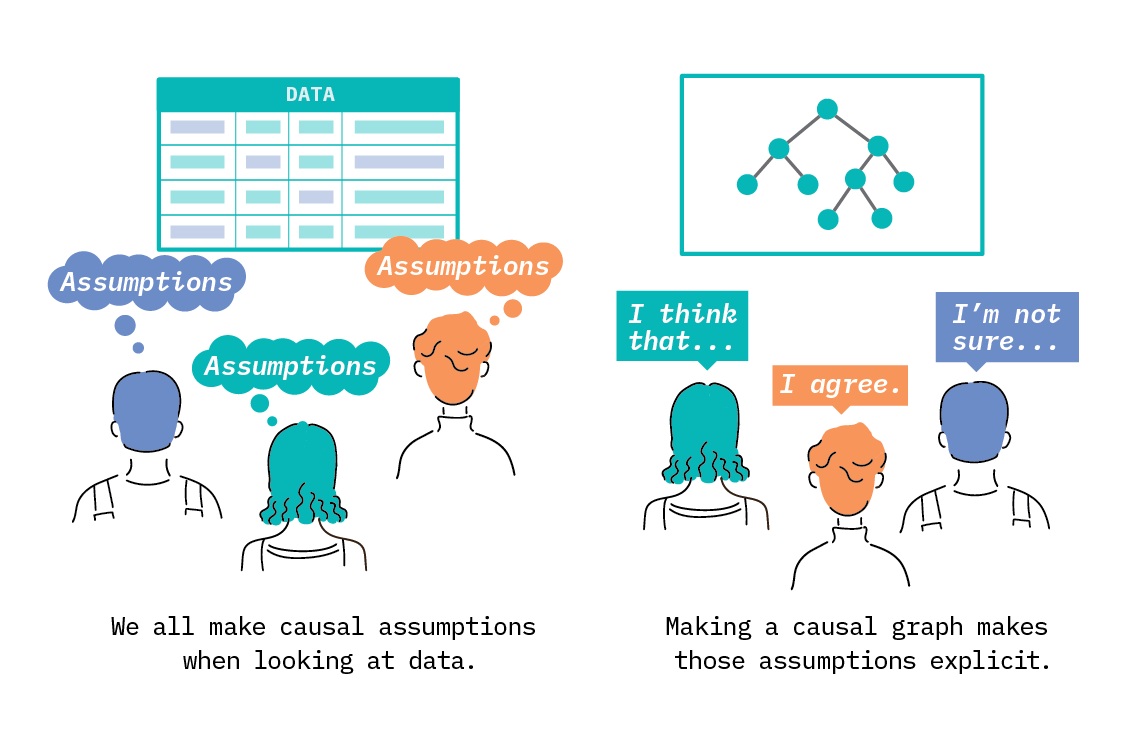 DATA
Assumptions
Assumptions
Assumptions
We all make causal assumptions
when looking at data.
I think
that...
I agree.
I’m not
sure...
Making a causal graph makes
those assumptions explicit.